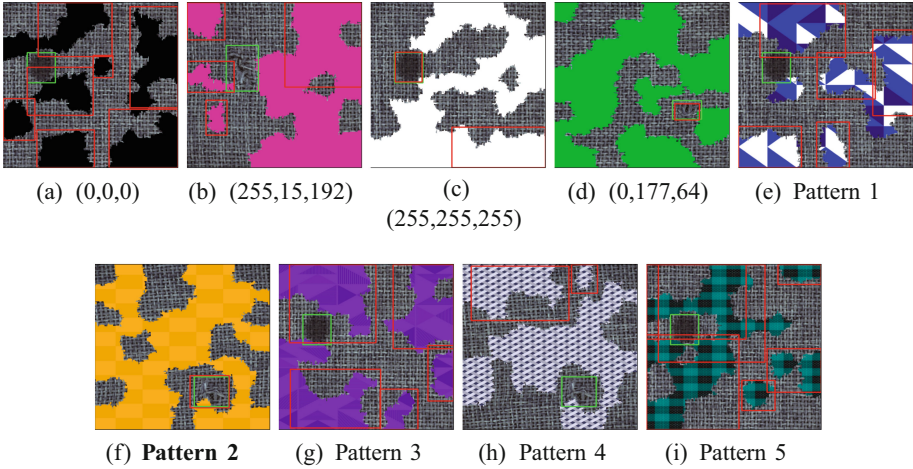 (a) (0,0,0)
(b) (255,15,192)
(c)
(255,255,255)
(d) (0,177,64)
(e) Pattern 1
(f) Pattern 2
(g) Pattern 3
(h) Pattern 4
(i) Pattern 5